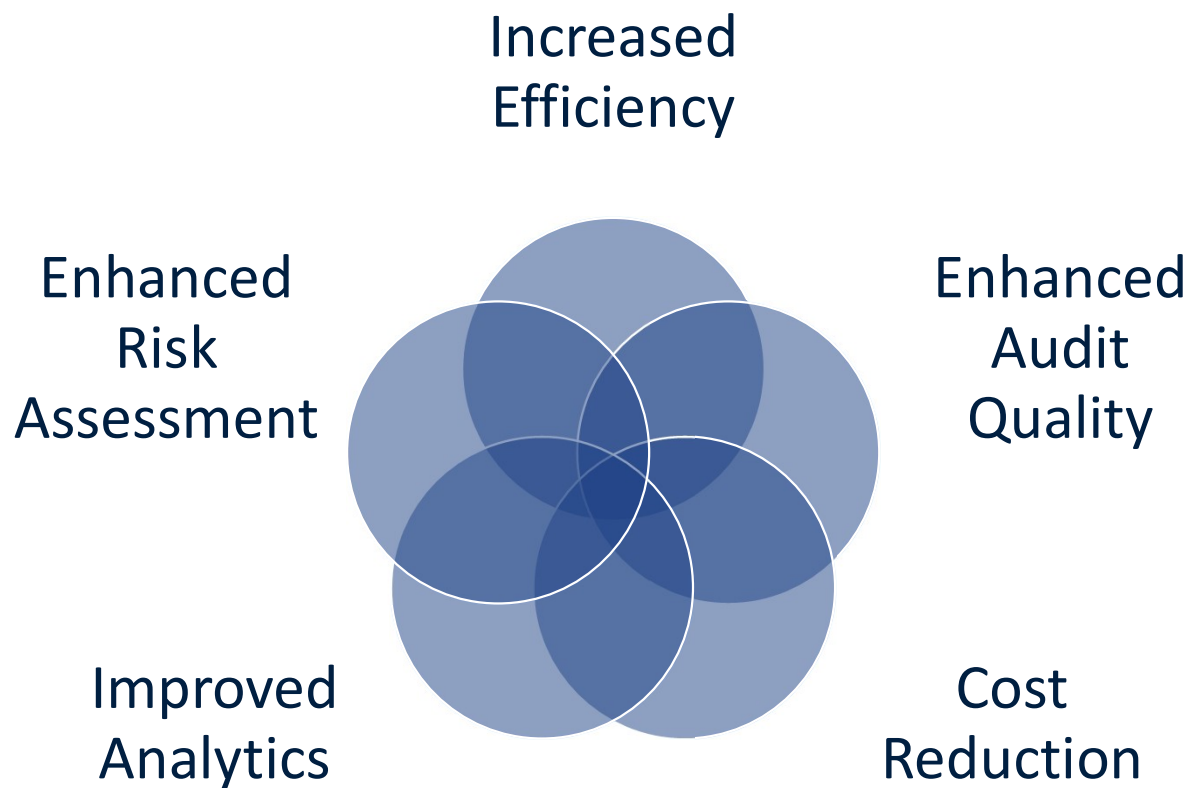 Increased
Efficiency
Enhanced
Risk
Assessment
Enhanced
Audit
Quality
Improved
Analytics
Cost
Reduction